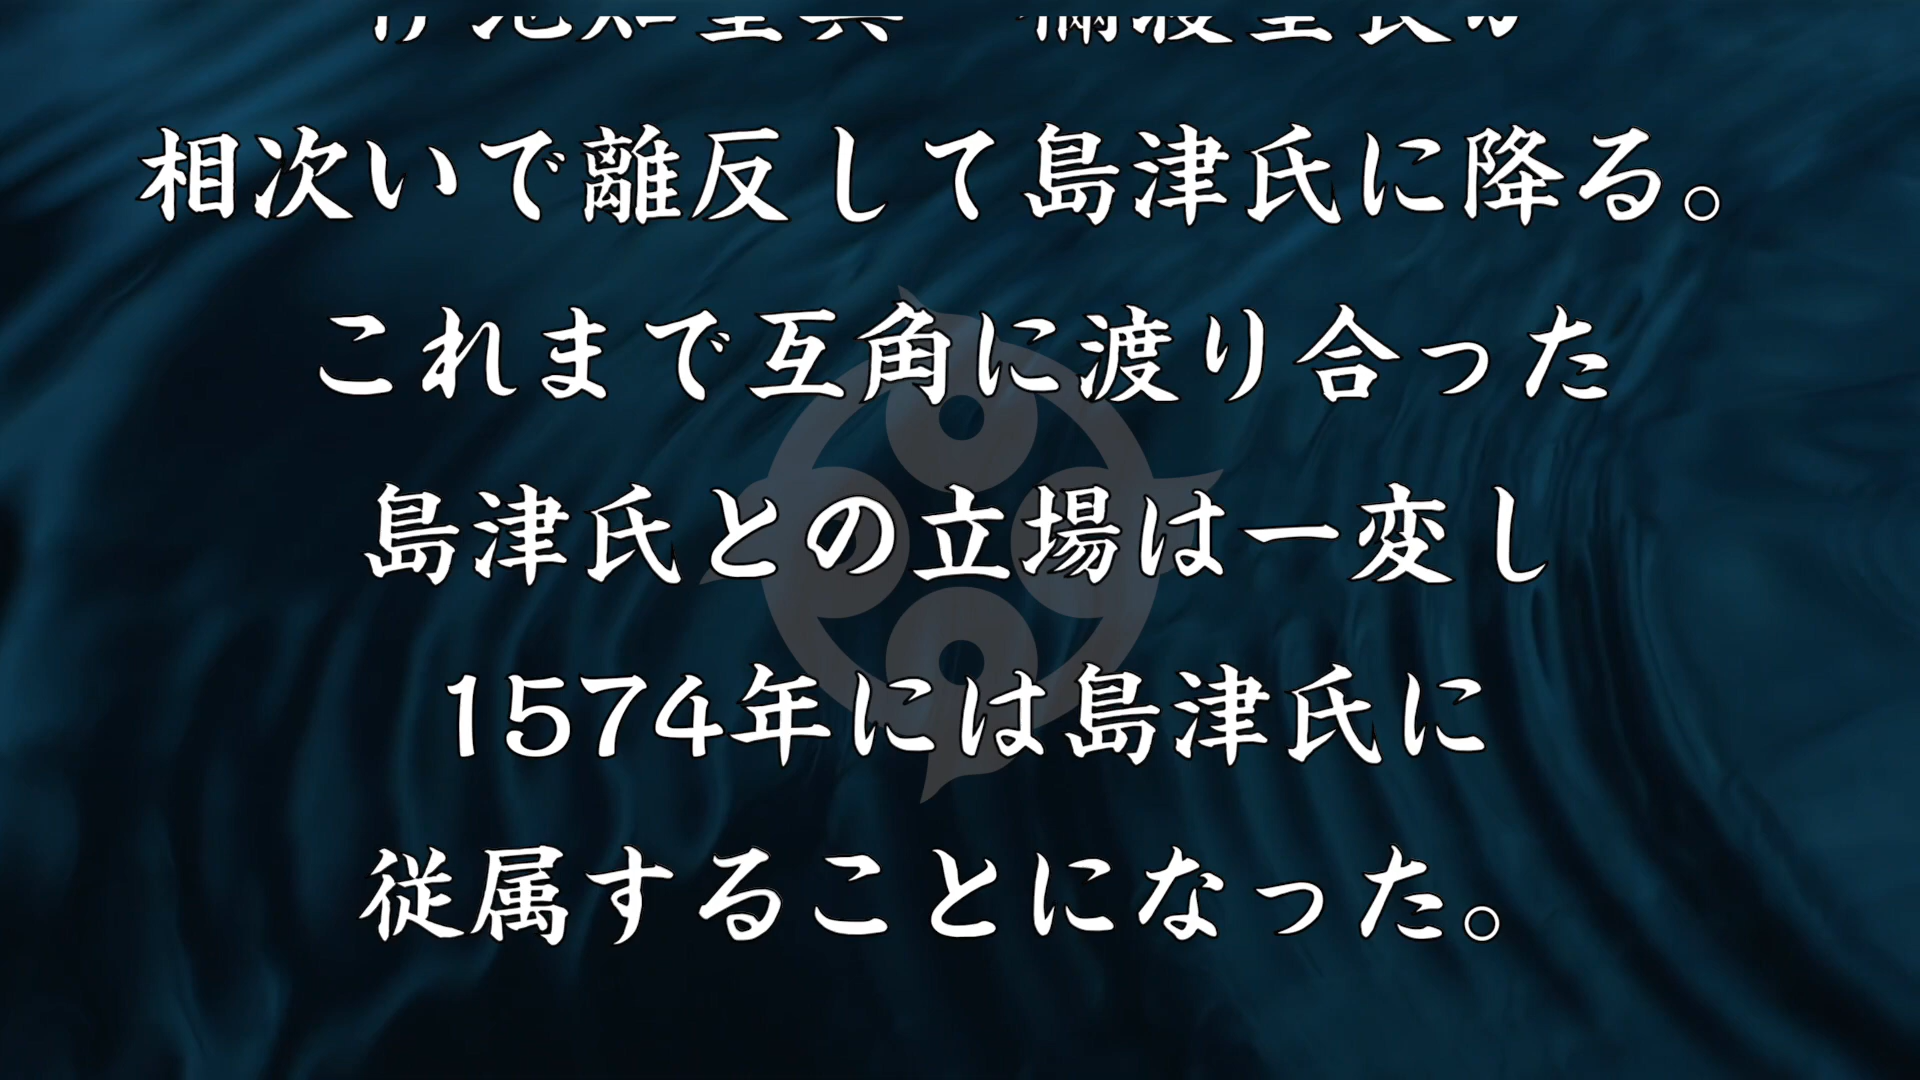 相次いで離反して島津氏に降る。
これまで互角に渡り合った
島津氏との立場は一変し
1574年には島津氏に
従属することになった。